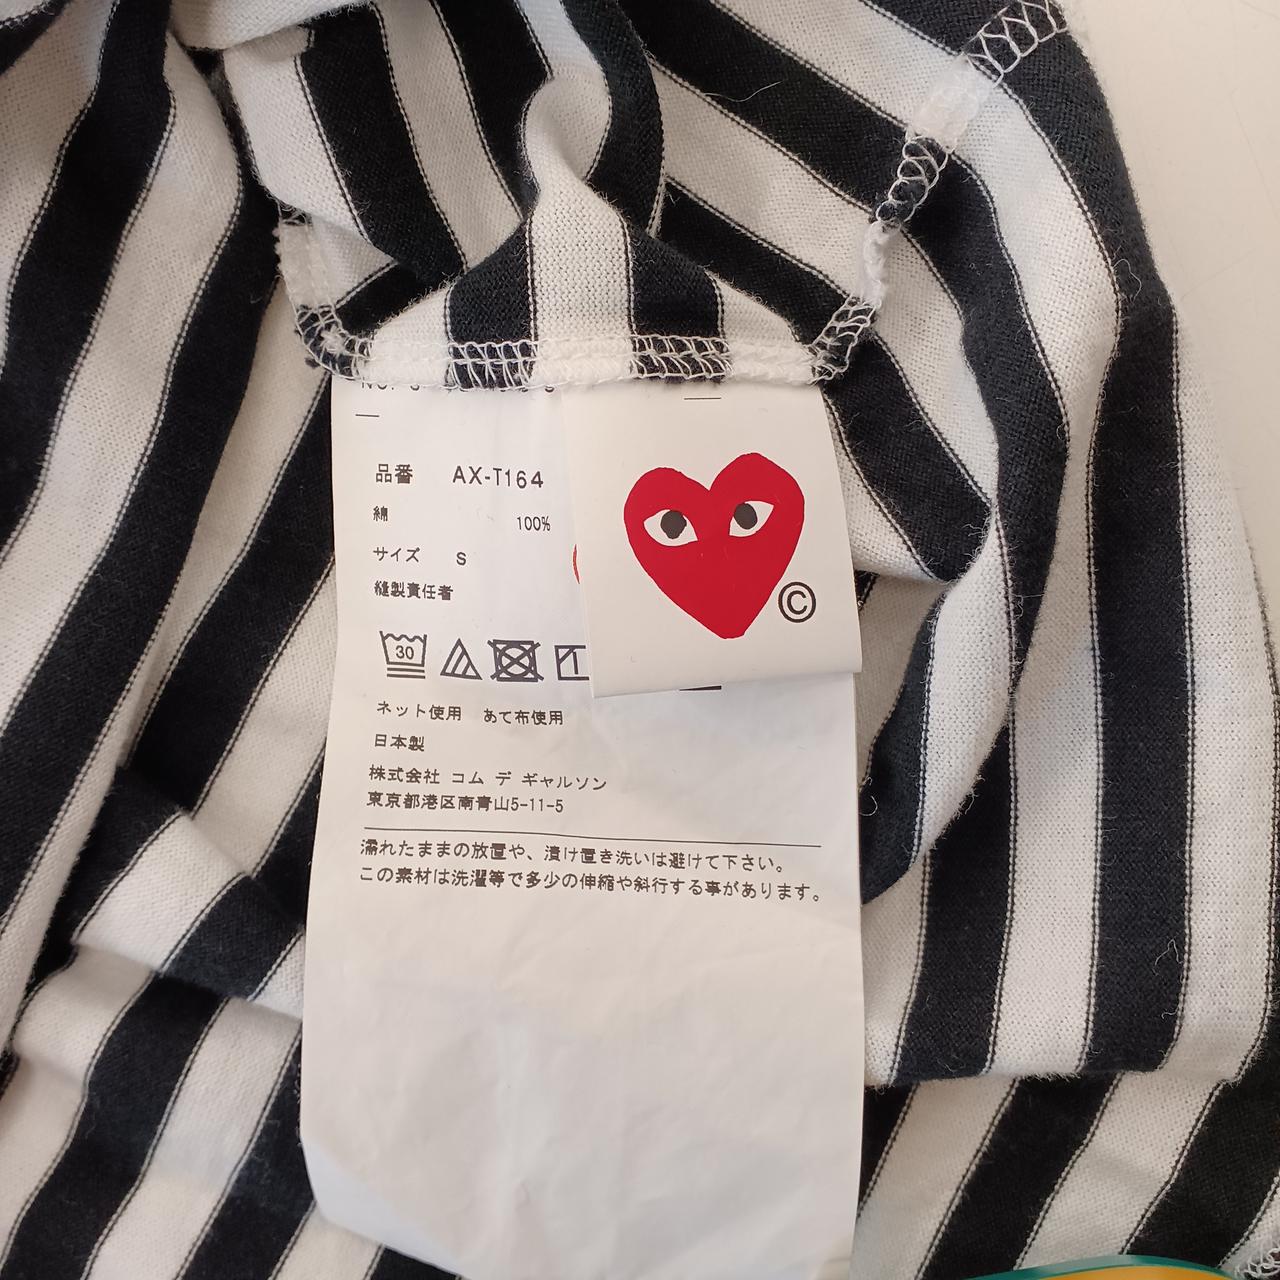 品番 AX-T164
綿 100%
サイズ S
縫製責任者
30
ネット使用 あて布使用
日本製
株式会社 コム デ ギャルソン
東京都港区南青山5-11-5
濡れたままの放置や、漬け置き洗いは避けて下さい。
この素材は洗濯等で多少の伸縮や斜行する事があります。
©